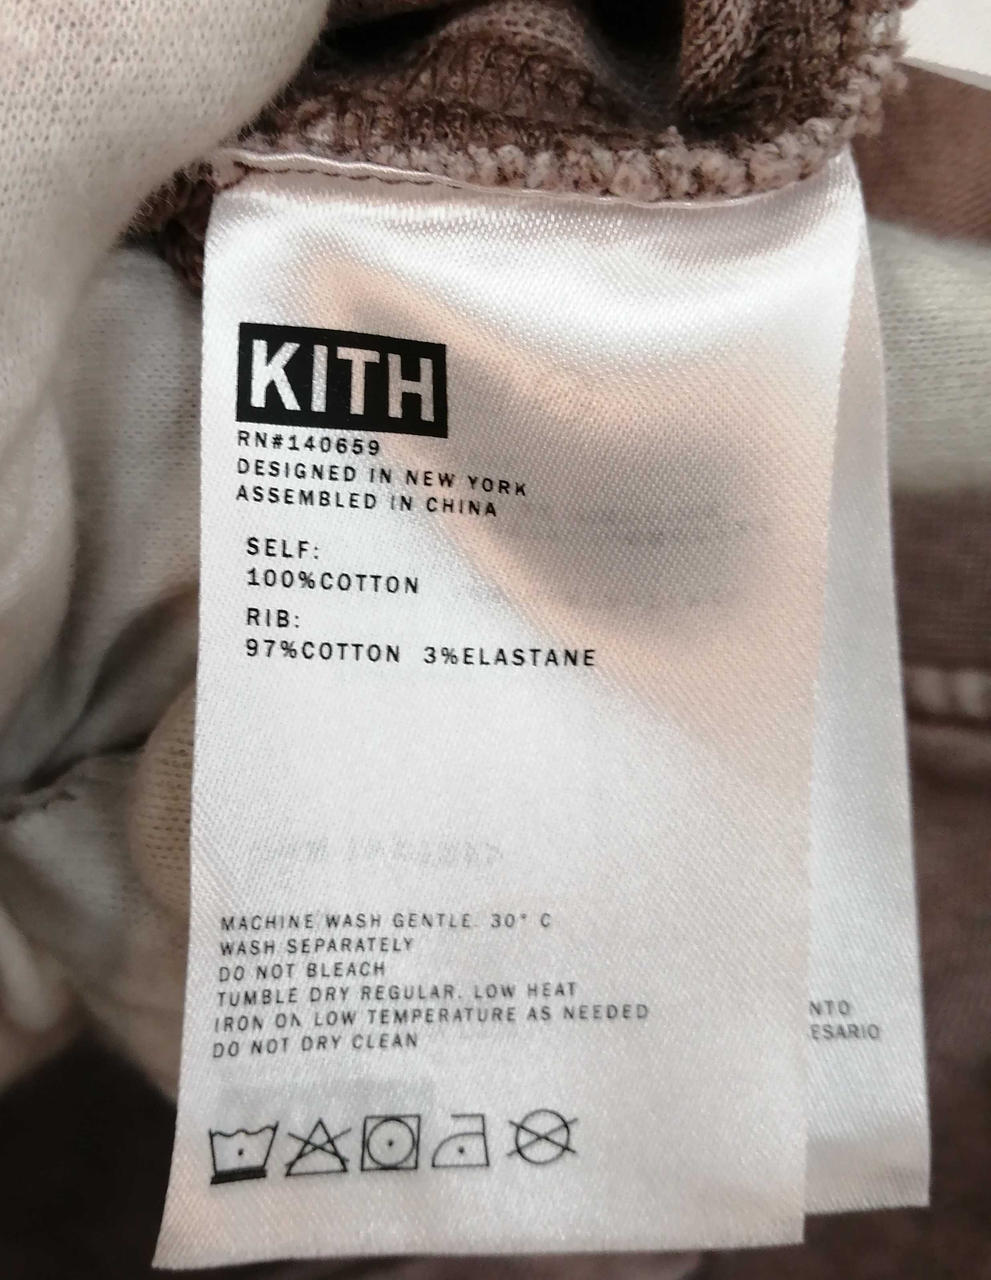 KITH
RN#140659
DESIGNED IN NEW YORK
ASSEMBLED IN CHINA
SELF:
100%COTTON
RIB:
97%COTTON 3%ELASTANE
MACHINE WASH GENTLE. 30° C
WASH SEPARATELY
DO NOT BLEACH
TUMBLE DRY REGULAR. LOW HEAT
IRON ON LOW TEMPERATURE AS NEEDED
DO NOT DRY CLEAN
NTO
ESARIO